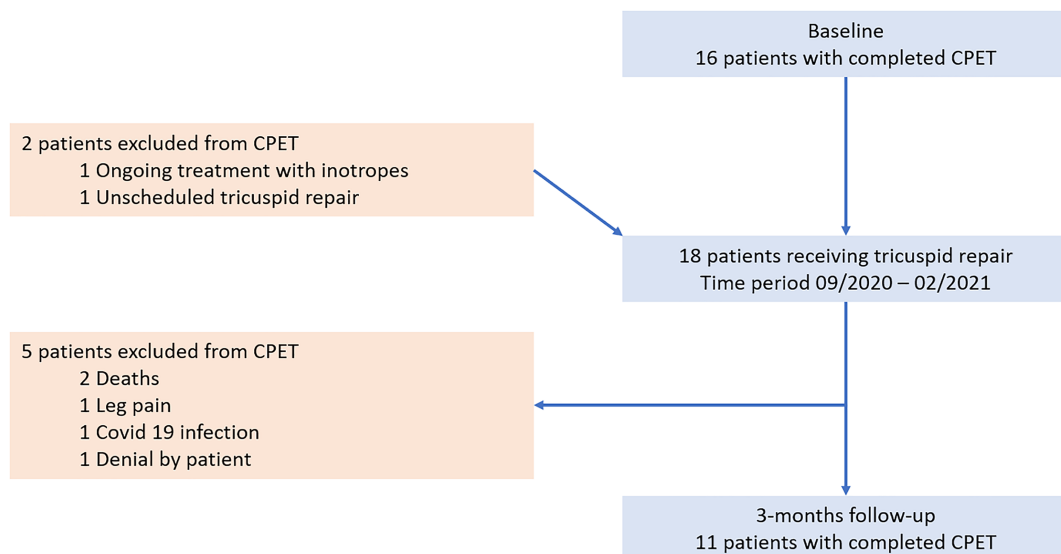 Baseline
16 patients with completed CPET
2 patients excluded from CPET
1 Ongoing treatment with inotropes
1 Unscheduled tricuspid repair
18 patients receiving tricuspid repair
Time period 09/2020 – 02/2021
5 patients excluded from CPET
2 Deaths
1 Leg pain
1 Covid 19 infection
1 Denial by patient
3-months follow-up
11 patients with completed CPET